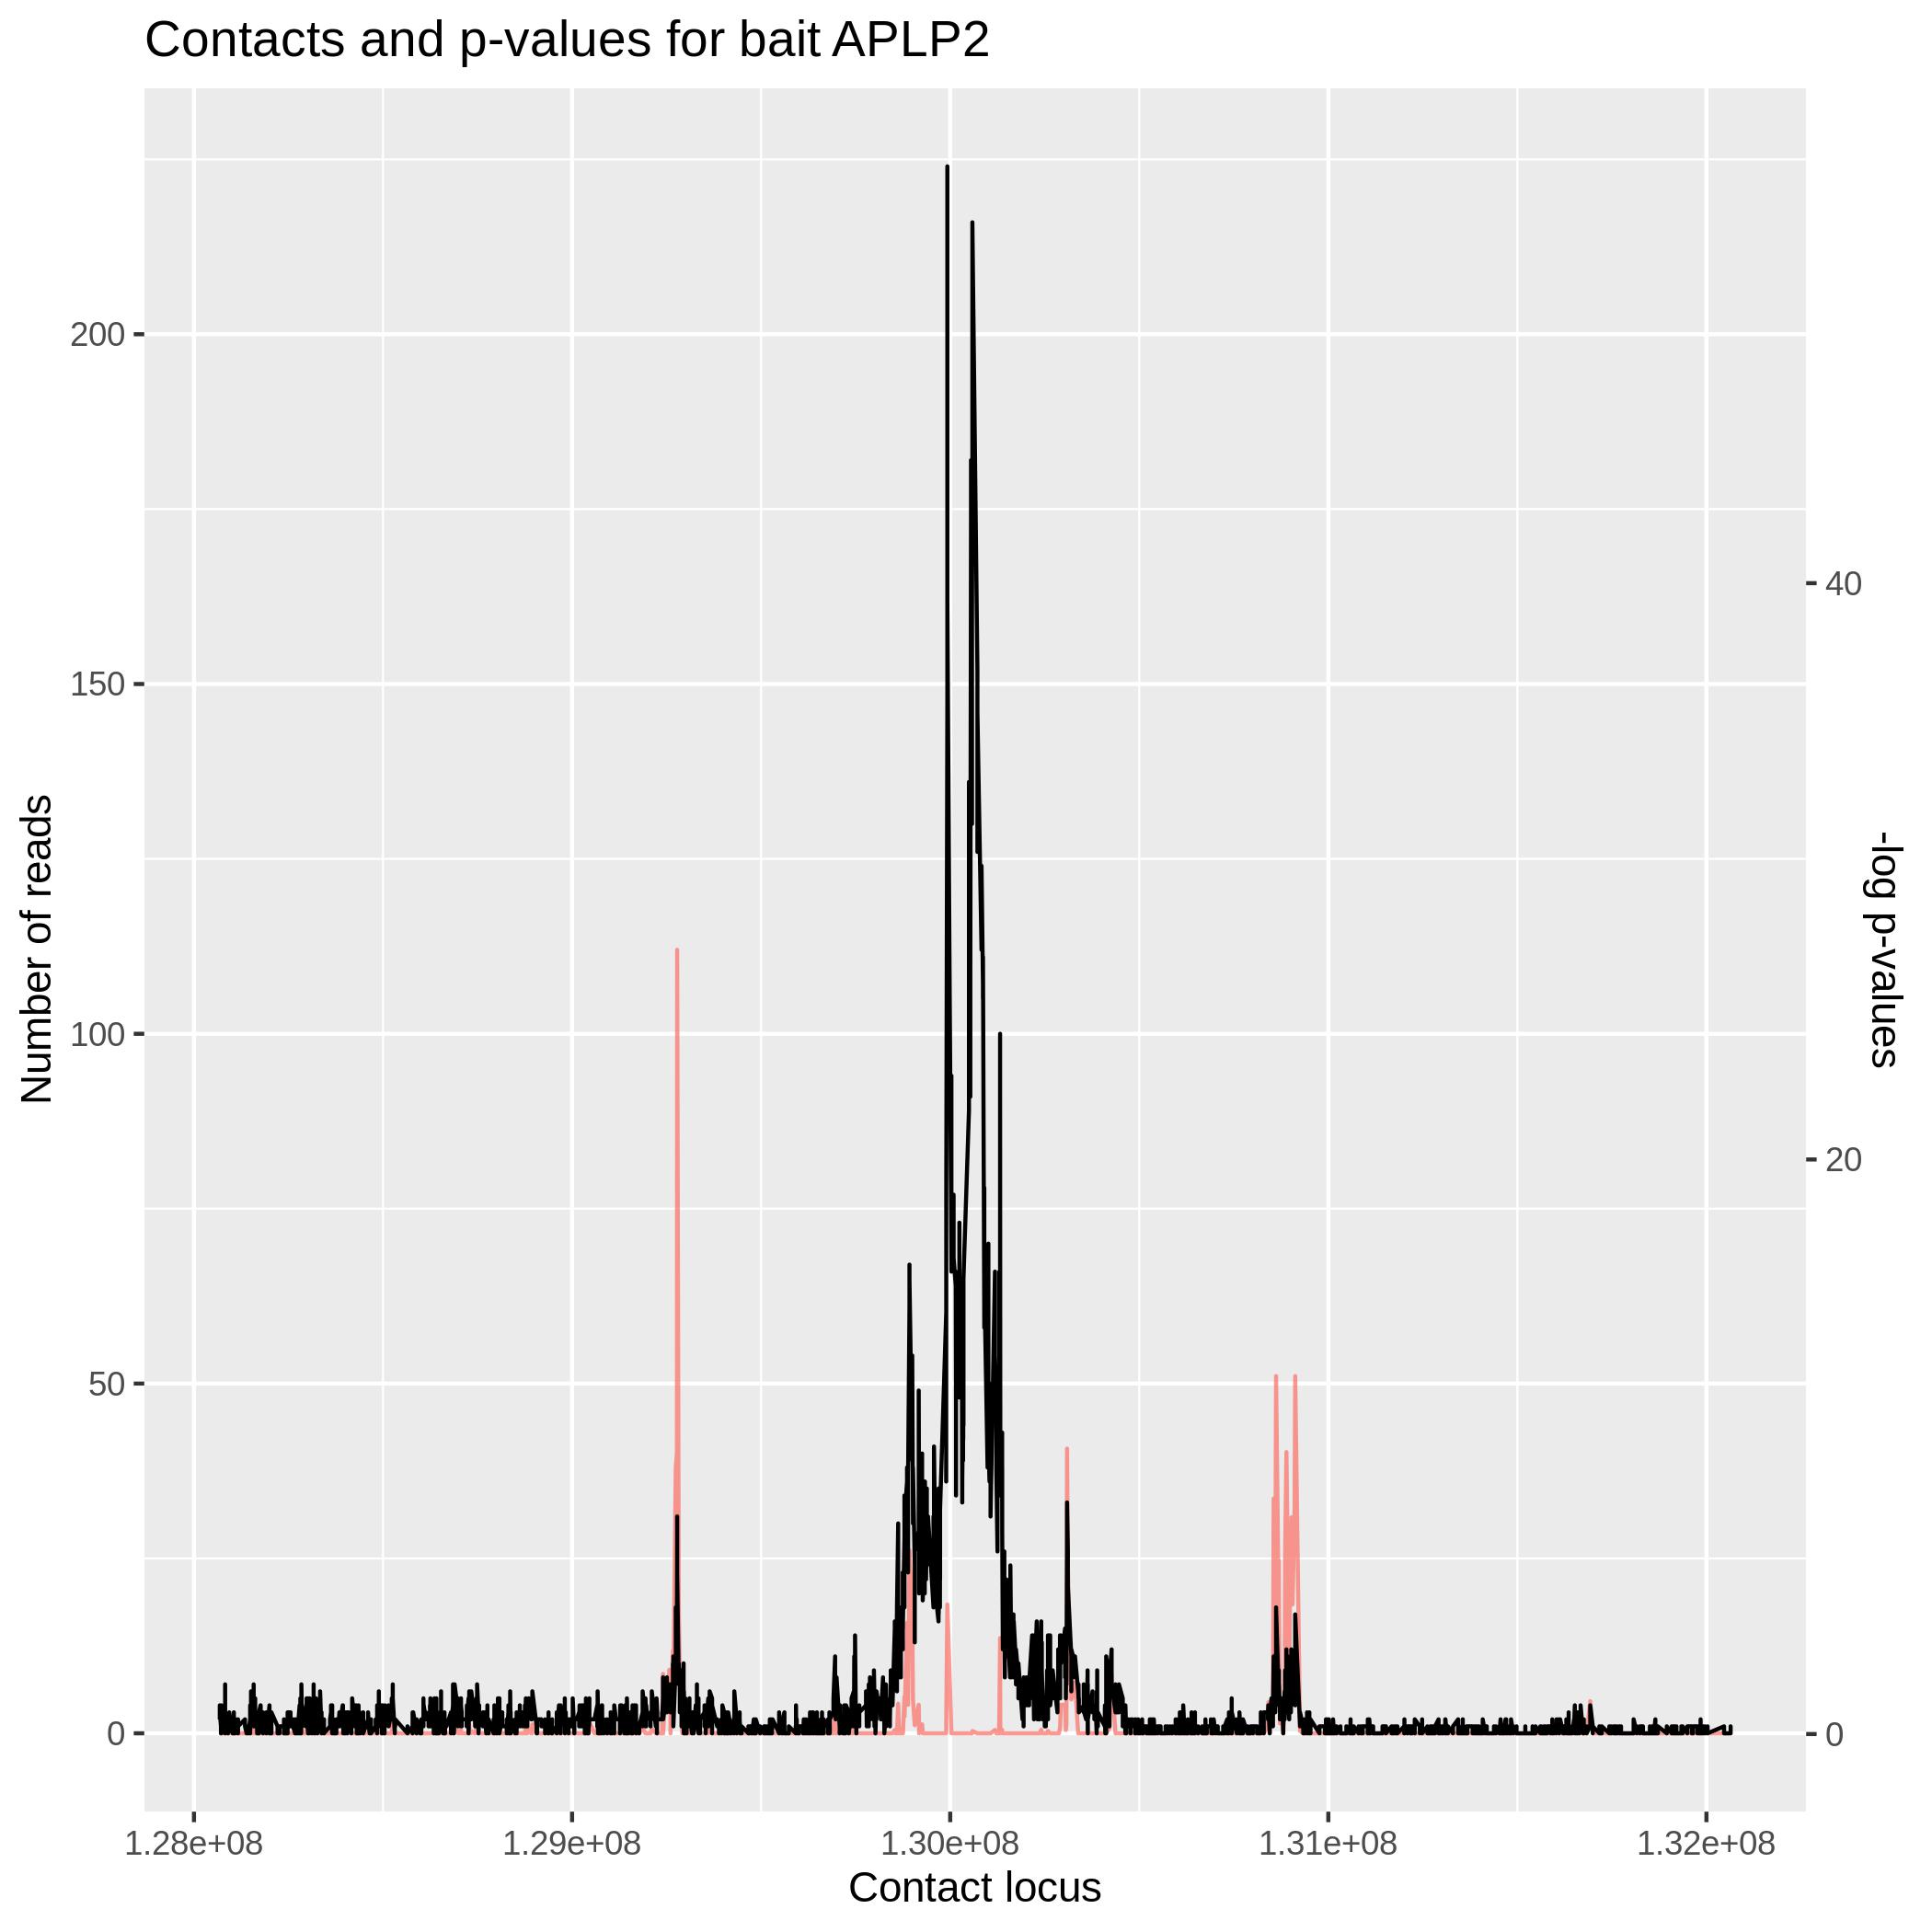 Contacts and p-values for bait APLP2
Number of reads
200
150
100
50
0
40
20
0
-log p-values
1.28e+08
1.29e+08
1.30e+08
1.31e+08
1.32e+08
Contact locus